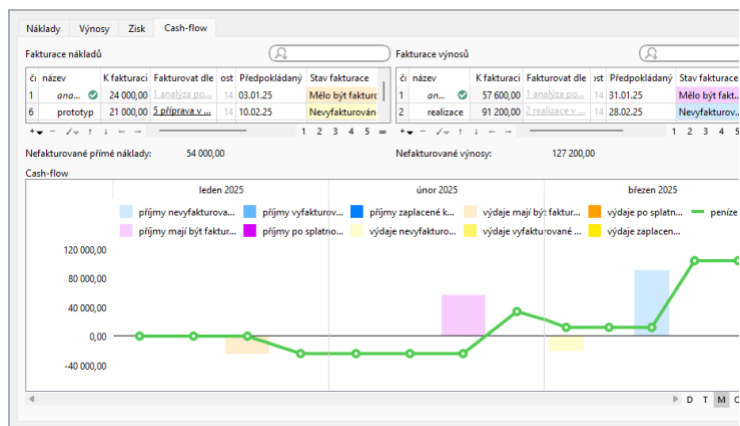 Náklady Výnosy Zisk Cash-flow
Fakturace nákladů Fakturace výnosů
čí název K fakturaci Fakturovat dle ost Předpokládaný Stav fakturace
1 ana... 24 000,00 1 analýza po... 14 03.01.25 Mělo být fakturc
6 prototyp 21 000,00 5 příprava v ... 14 10.02.25 Nevyfakturován
čí název K fakturaci Fakturovat dle ost Předpokládaný Stav fakturace
1 an... 57 600,00 1 analýza po... 14 31.01.25 Mělo být fakt...
2 realizace 91 200,00 2 realizace v ... 14 28.02.25 Nevyfakturov...
1 2 3 4 5 ∞ 1 2 3 4 5
Nefakturované přímé náklady: 54 000,00 Nefakturované výnosy: 127 200,00
Cash-flow
leden 2025 únor 2025 březen 2025
příjmy nevyfakturova... příjmy vyfakturov... příjmy zaplacené k... výdaje mají být faktur... výdaje po splatn... peníze
příjmy mají být faktur... příjmy po splatno... výdaje nevyfakturo... výdaje vyfakturované ... výdaje zaplacen...
120 000,00
80 000,00
40 000,00
0,00
-40 000,00
D T M